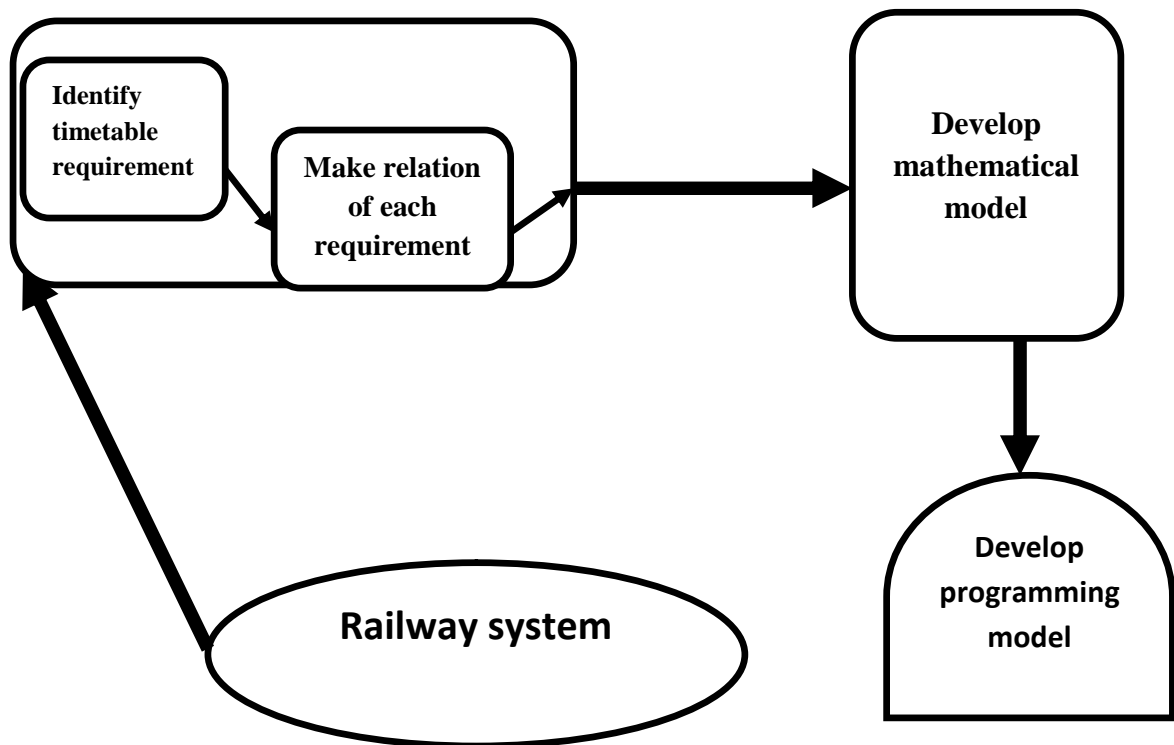 Identify
timetable
requirement
Make relation
of each
requirement
Develop
mathematical
model
Develop
programming
model
Railway system